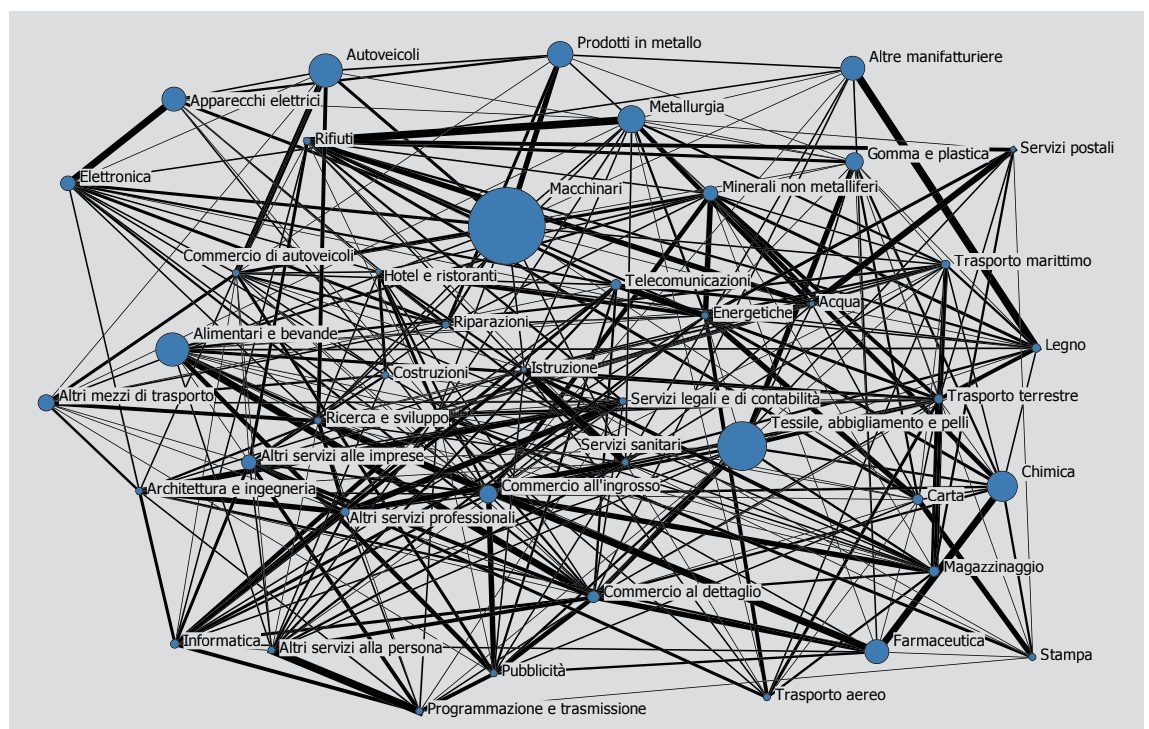 Prodotti in metallo
Autoveicoli
Altre manifatturiere
Apparecchi elettrici
Metallurgia
Rifiuti
Servizi postali
Gomma e plastica
Elettronica
Macchinari
Minerali non metalliferi
Commercio di autoveicoli
Trasporto marittimo
Hotel e ristoranti
Telecomunicazioni
Acqua
Energetiche
Riparazioni
Alimentari e bevande
Legno
Istruzione
Costruzioni
Altri mezzi di trasporto
Trasporto terrestre
Servizi legali e di contabilità
Ricerca e sviluppo
Tessile, abbigliamento e pelli
Servizi sanitari
Altri servizi alle imprese
Chimica
Commercio all'ingrosso
Architettura e ingegneria
Carta
Altri servizi professionali
Magazzinaggio
Commercio al dettaglio
Informatica
Farmaceutica
Altri servizi alla persona
Stampa
Pubblicità
Trasporto aereo
Programmazione e trasmissione